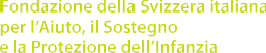 Fondazione della Svizzera italiana
per l'Aiuto, il Sostegno
e la Protezione dell'Infanzia